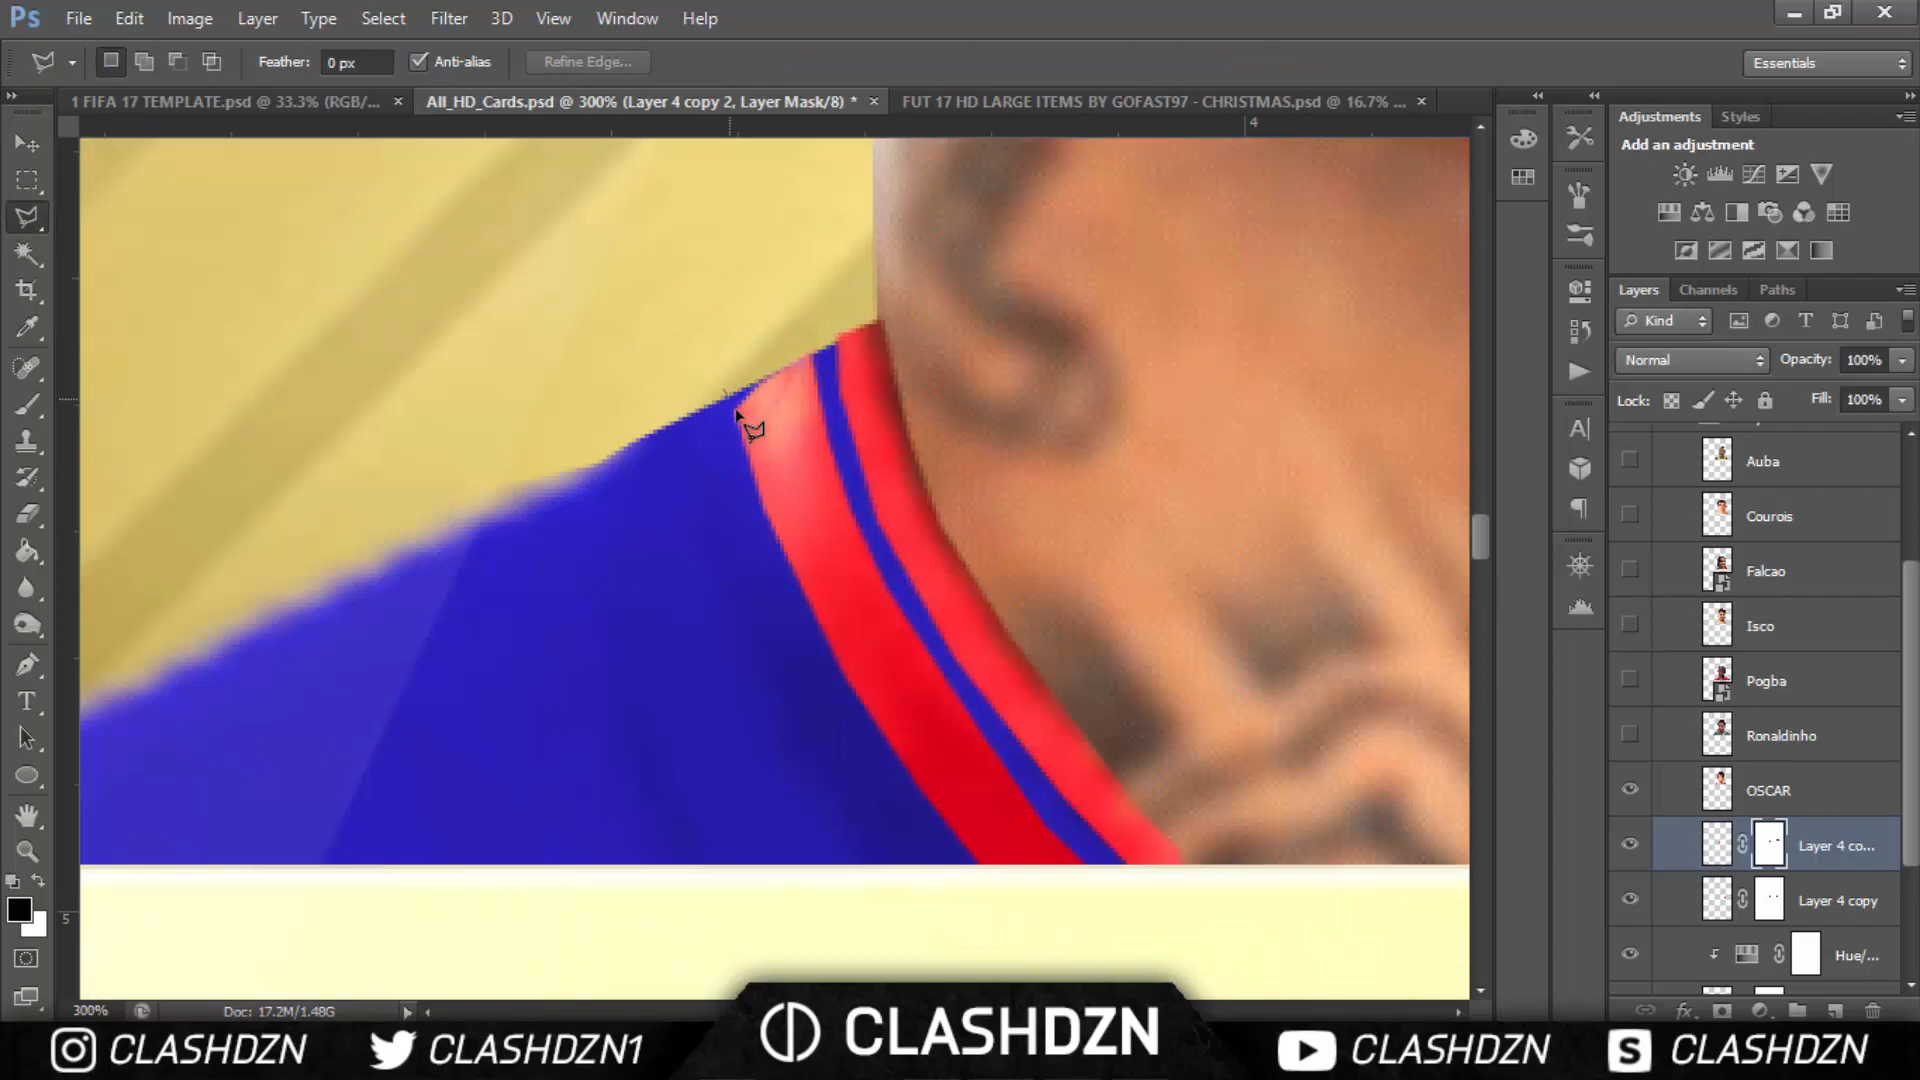 Ps File Edit Image Layer Type Select Filter 3D View Window Help
Feather: 0 px Anti-alias Refine Edge... Essentials
1 FIFA 17 TEMPLATE.psd @ 33.3% (RGB/... × All_HD_Cards.psd @ 300% (Layer 4 copy 2, Layer Mask/8) * × FUT 17 HD LARGE ITEMS BY GOFAST97 - CHRISTMAS.psd @ 16.7% ... ×
4
Adjustments Styles
Add an adjustment
Layers Channels Paths
Kind
Normal Opacity: 100%
Lock: Fill: 100%
Auba
Courois
Falcao
Isco
Pogba
Ronaldinho
OSCAR
Layer 4 co...
Layer 4 copy
Hue/...
5
300% Doc: 17.2M/1.48G
CLASHDZN CLASHDZN1 CLASHDZN CLASHDZN CLASHDZN